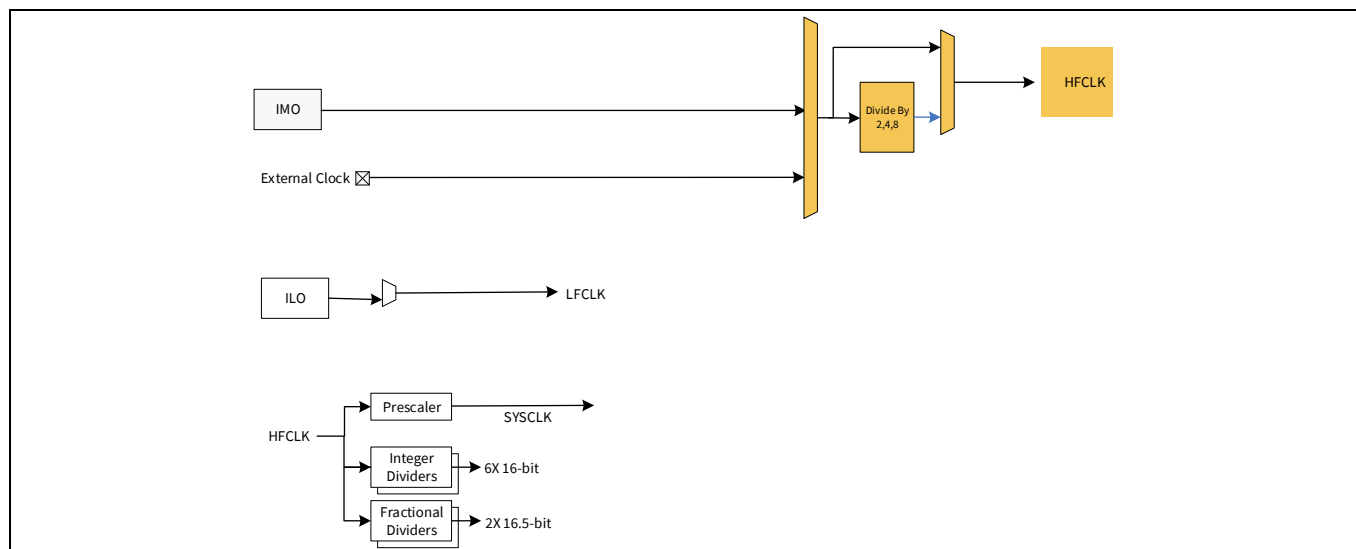 IMO
Divide By
2,4,8
HFCLK
External Clock
ILO
LFCLK
Prescaler
SYSCLK
HFCLK
Integer
Dividers
6X 16-bit
Fractional
Dividers
2X 16.5-bit